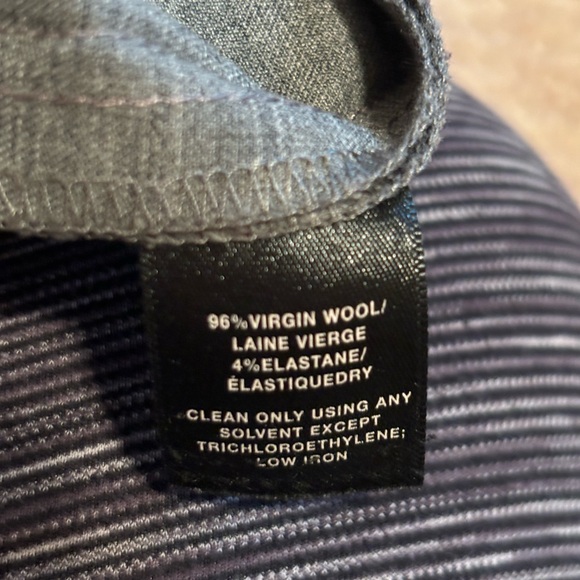 96% VIRGIN WOOL/
LAINE VIERGE
4% ELASTANE/
ÉLASTIQUEDRY
CLEAN ONLY USING ANY
SOLVENT EXCEPT
TRICHLOROETHYLENE;
LOW IRON